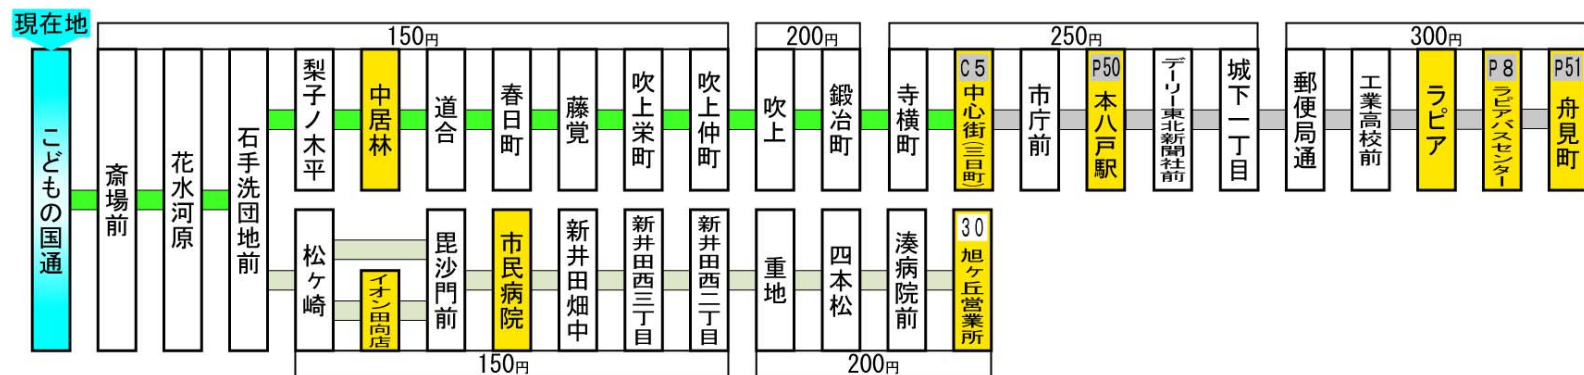 現在地
150円
200円
250円
300円
こどもの国通
斎場前
花水河原
石手洗団地前
梨子ノ木平
中居林
道合
春日町
藤覚
吹上栄町
吹上仲町
吹上
鍛冶町
寺横町
C5
中心街(三日町)
市庁前
P50
本八戸駅
デーリー東北新聞社前
城下一丁目
郵便局通
工業高校前
ラピア
P8
ラピアバスセンター
P51
舟見町
松ヶ崎
イオン田向店
毘沙門前
市民病院
新井田畑中
新井田西三丁目
新井田西二丁目
重地
四本松
湊病院前
30
旭ヶ丘営業所
150円
200円